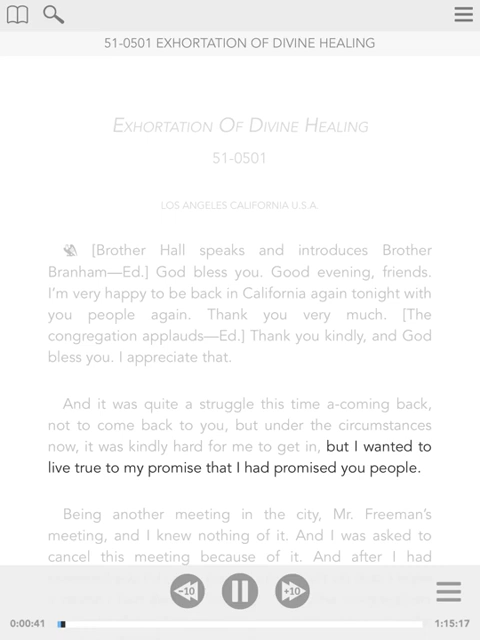 51-0501 EXHORTATION OF DIVINE HEALING
EXHORTATION OF DIVINE HEALING
51-0501
LOS ANGELES CALIFORNIA U.S.A.
[Brother Hall speaks and introduces Brother
Branham—Ed.] God bless you. Good evening, friends.
I'm very happy to be back in California again tonight with
you people again. Thank you very much. [The
congregation applauds—Ed.] Thank you kindly, and God
bless you. I appreciate that.
And it was quite a struggle this time a-coming back,
not to come back to you, but under the circumstances
now, it was kindly hard for me to get in, but I wanted to
live true to my promise that I had promised you people.
Being another meeting in the city, Mr. Freeman's
meeting, and I knew nothing of it. And I was asked to
cancel this meeting because of it. And after I had
-10
+10
0:00:41
1:15:17